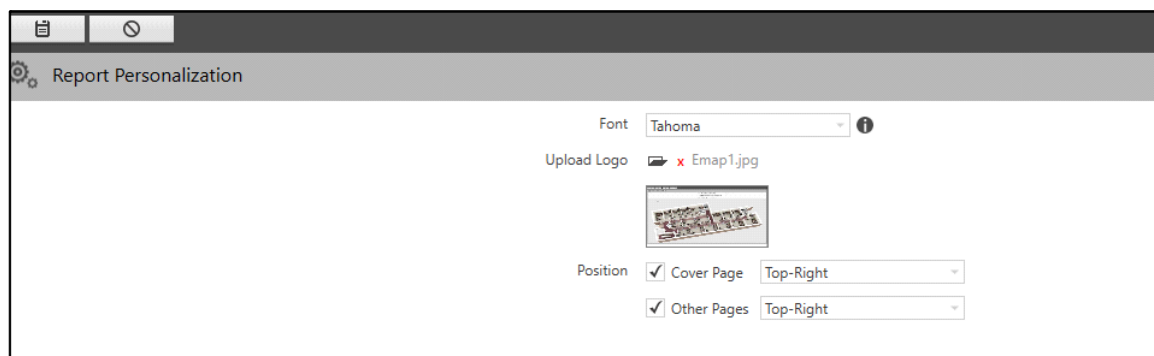 Report Personalization
Font Tahoma
Upload Logo x Emap1.jpg
Position Cover Page Top-Right
Other Pages Top-Right